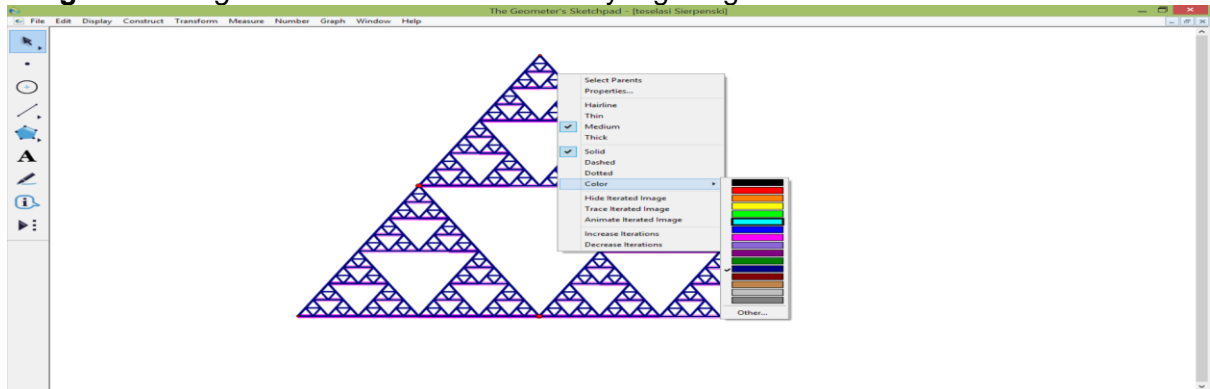 The Geometer's Sketchpad - [teselasi Sierpenski]
File Edit Display Construct Transform Measure Number Graph Window Help
A
Select Parents
Properties...
Hairline
Thin
Medium
Thick
Solid
Dashed
Dotted
Color
Hide Iterated Image
Trace Iterated Image
Animate Iterated Image
Increase Iterations
Decrease Iterations
Other...